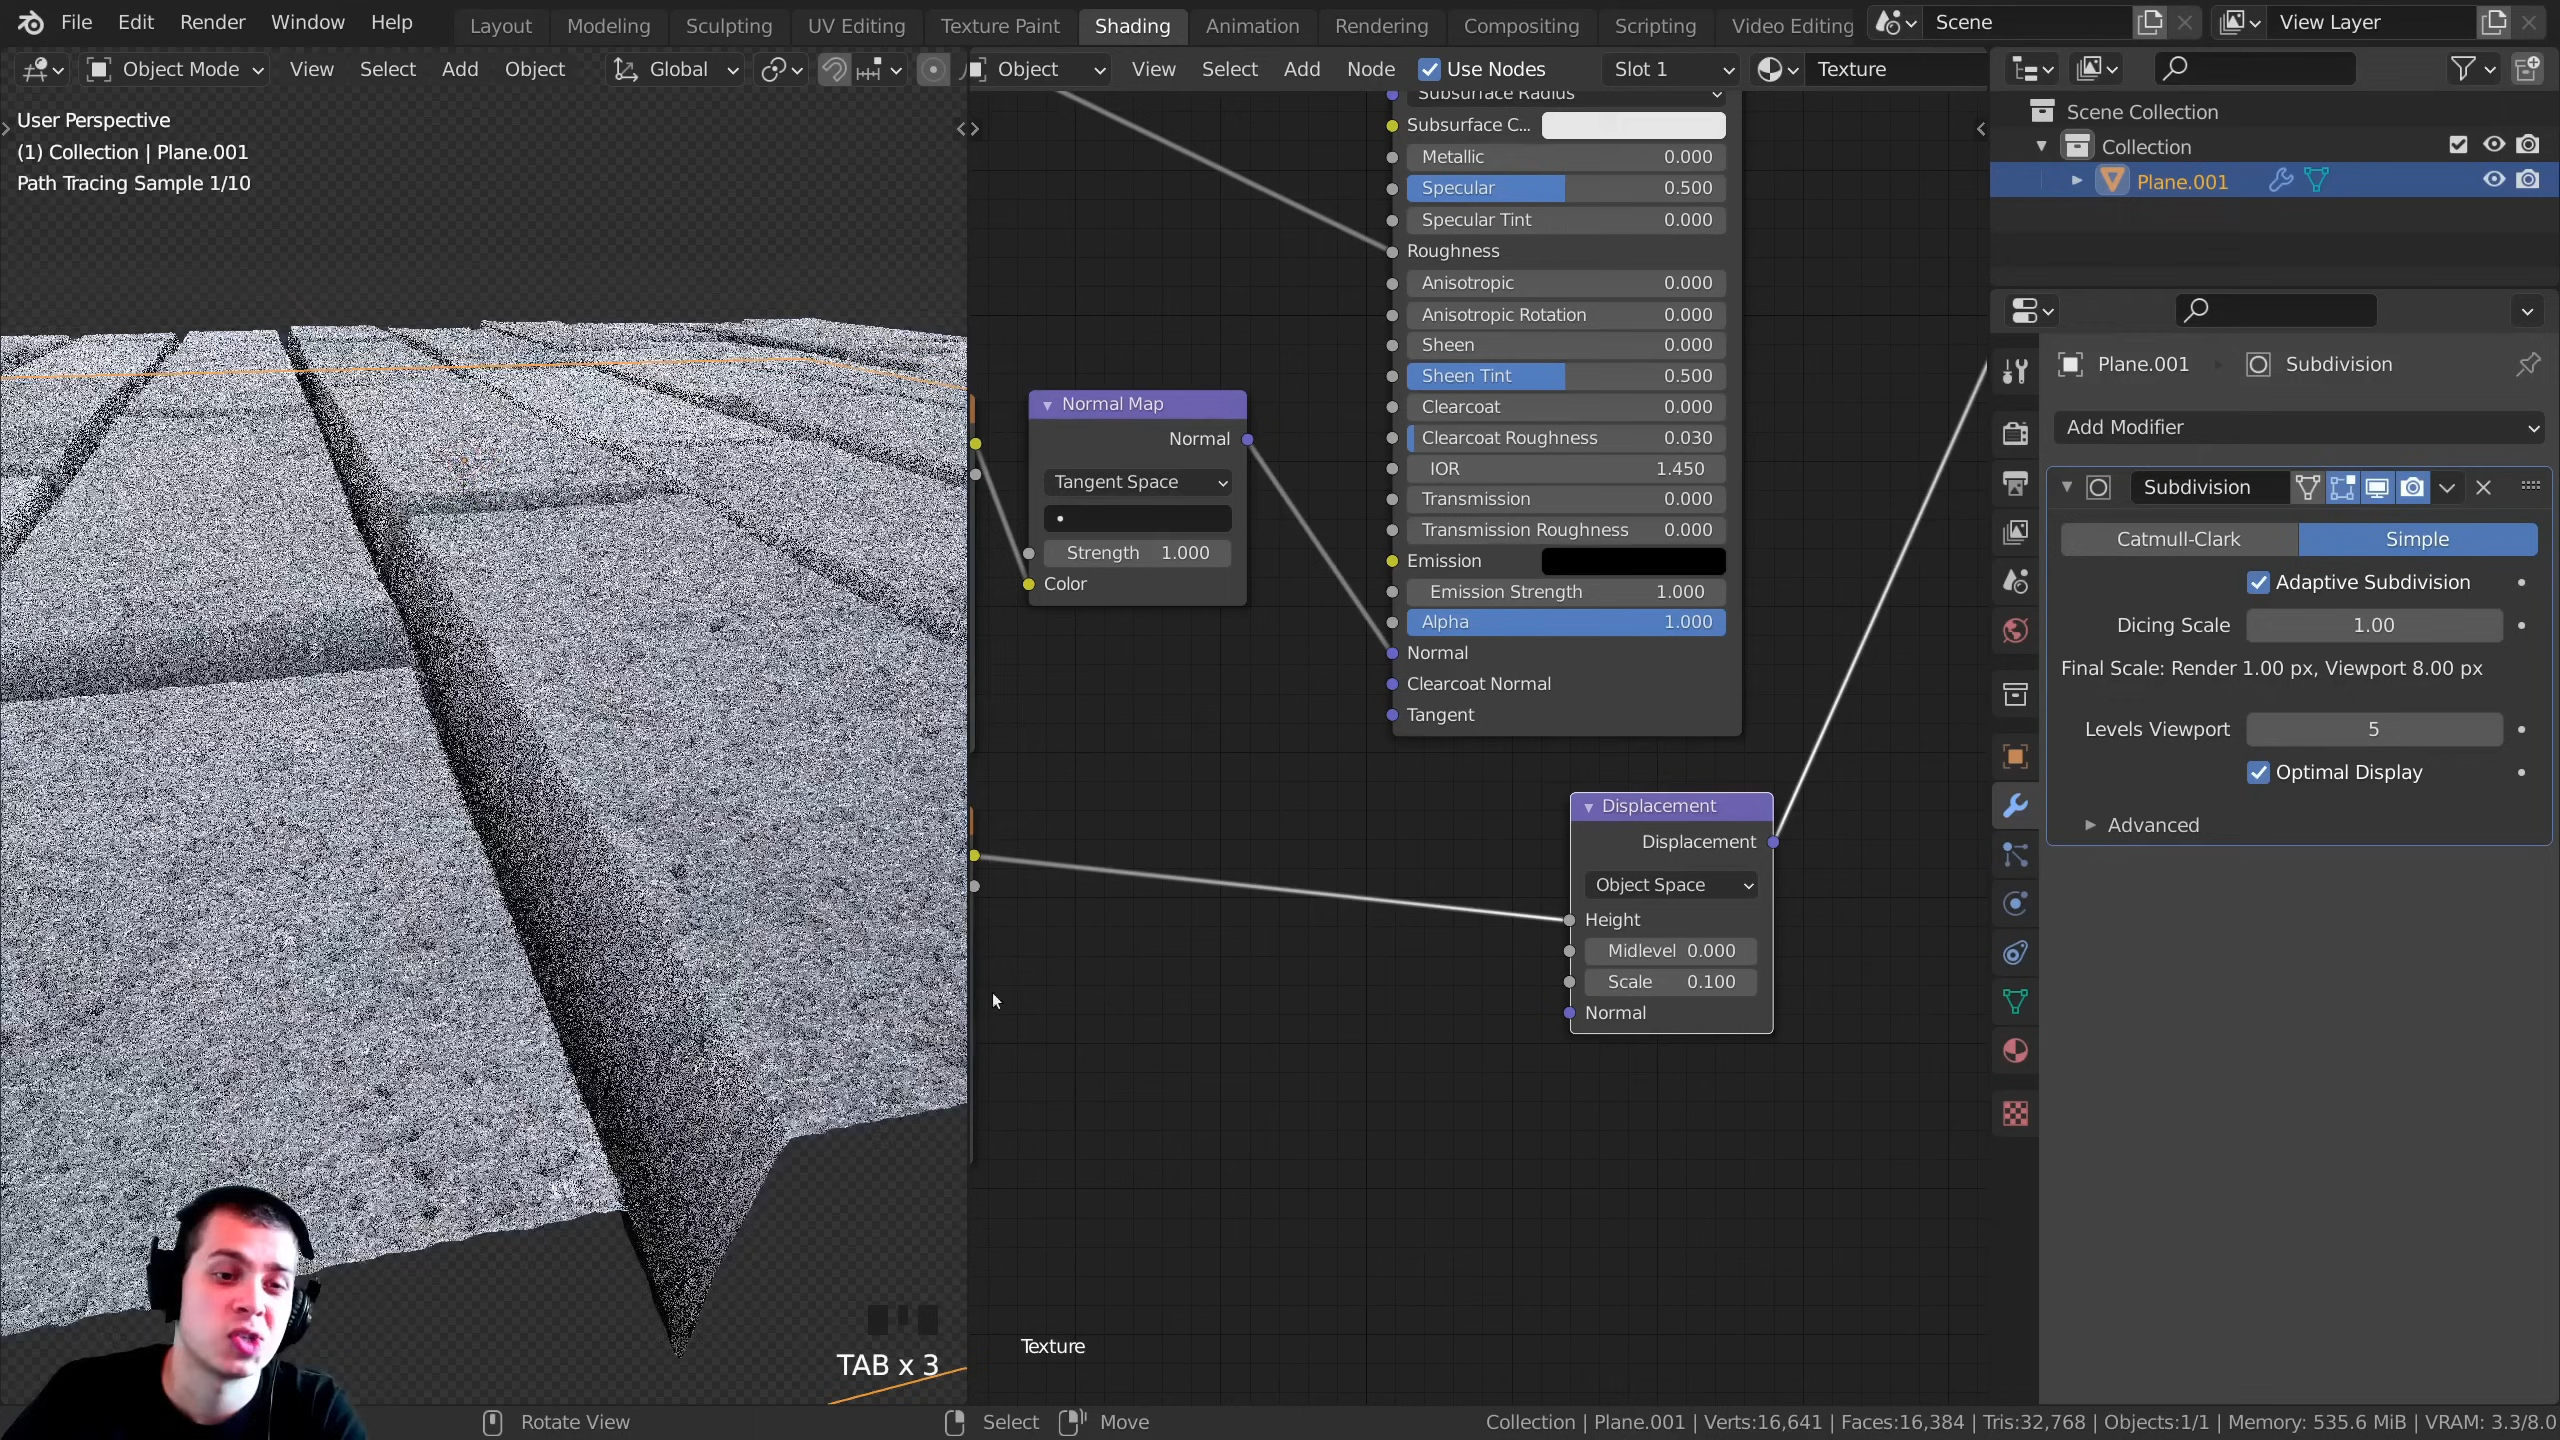 File Edit Render Window Help Layout Modeling Sculpting UV Editing Texture Paint Shading Animation Rendering Compositing Scripting Video Editing Scene View Layer
Object Mode View Select Add Object Global Object View Select Add Node Use Nodes Slot 1 Texture
User Perspective
(1) Collection | Plane.001
Path Tracing Sample 1/10
Subsurface Radius
Subsurface C...
Metallic 0.000
Specular 0.500
Specular Tint 0.000
Roughness
Anisotropic 0.000
Anisotropic Rotation 0.000
Sheen 0.000
Sheen Tint 0.500
Clearcoat 0.000
Clearcoat Roughness 0.030
IOR 1.450
Transmission 0.000
Transmission Roughness 0.000
Emission
Emission Strength 1.000
Alpha 1.000
Normal
Clearcoat Normal
Tangent
Normal Map
Normal
Tangent Space
Strength 1.000
Color
Displacement
Displacement
Object Space
Height
Midlevel 0.000
Scale 0.100
Normal
Texture
TAB x 3
Scene Collection
Collection
Plane.001
Plane.001 Subdivision
Add Modifier
Subdivision
Catmull-Clark Simple
Adaptive Subdivision
Dicing Scale 1.00
Final Scale: Render 1.00 px, Viewport 8.00 px
Levels Viewport 5
Optimal Display
Advanced
Rotate View Select Move Collection | Plane.001 | Verts:16,641 | Faces:16,384 | Tris:32,768 | Objects:1/1 | Memory: 535.6 MiB | VRAM: 3.3/8.0